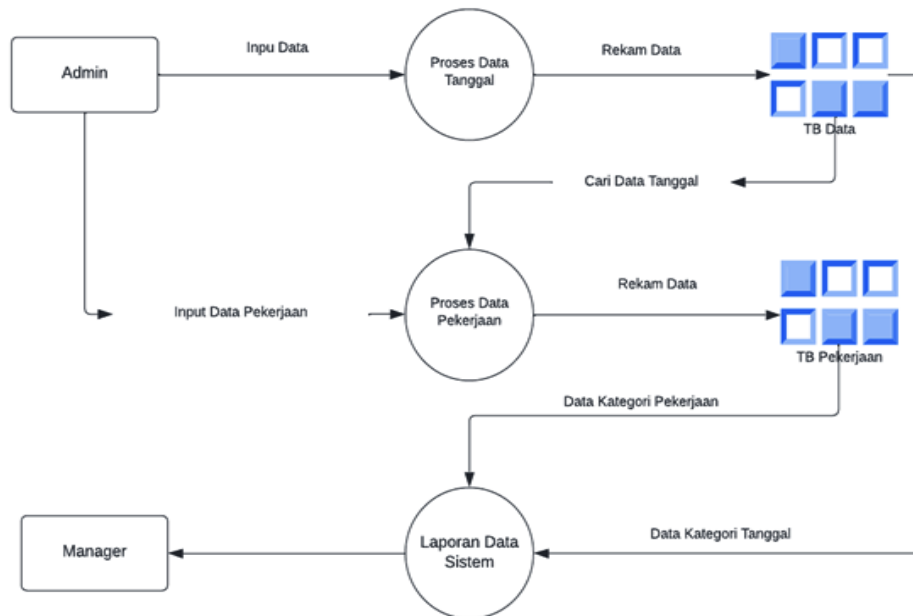 Inpu Data
Rekam Data
Admin
Proses Data
Tanggal
TB Data
Cari Data Tanggal
Rekam Data
Input Data Pekerjaan
Proses Data
Pekerjaan
TB Pekerjaan
Data Kategori Pekerjaan
Data Kategori Tanggal
Manager
Laporan Data
Sistem